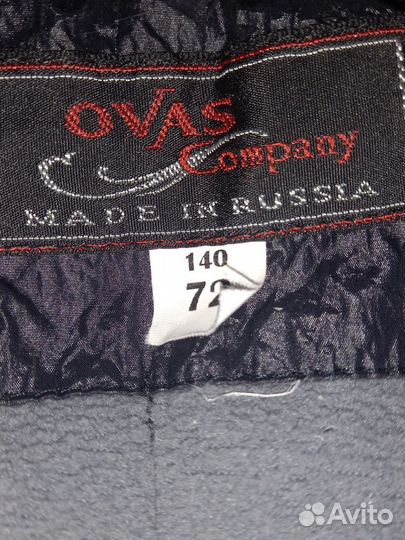 OVAS
Company
MADE IN RUSSIA
140
72
Avito